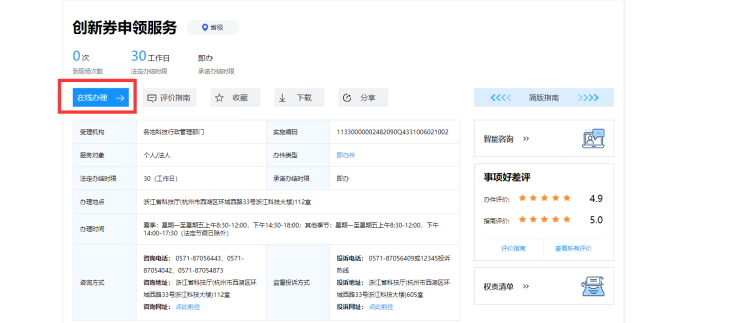 创新券申领服务 省级
0次 30工作日 即办
到现场次数 法定办结时限 承诺办结时限
在线办理 → 评价指南 收藏 下载 分享 简版指南
受理机构 各地科技行政管理部门 实施编码 11330000002482090Q4331006021002
服务对象 个人/法人 办件类型 即办件
法定办结时限 30（工作日） 承诺办结时限 即办
办理地点 浙江省科技厅(杭州市西湖区环城西路33号浙江科技大楼)112室
办理时间 夏季：星期一至星期五上午8:30-12:00，下午14:30-18:00；其他季节：星期一至星期五上午8:30-12:00，下午
14:00-17:30（法定节假日除外）
咨询方式
咨询电话： 0571-87056443、0571-
87054042、0571-87054873
咨询地址： 浙江省科技厅(杭州市西湖区环
城西路33号浙江科技大楼)112室
咨询网址： 点此前往
监督投诉方式
投诉电话： 0571-87056409或12345投诉
热线
投诉地址： 浙江省科技厅(杭州市西湖区环
城西路33号浙江科技大楼)605室
投诉网址： 点此前往
智能咨询 »
事项好差评
办件评价: ★★★★★ 4.9
指南评价: ★★★★★ 5.0
评价指南 查看所有评价
权责清单 »